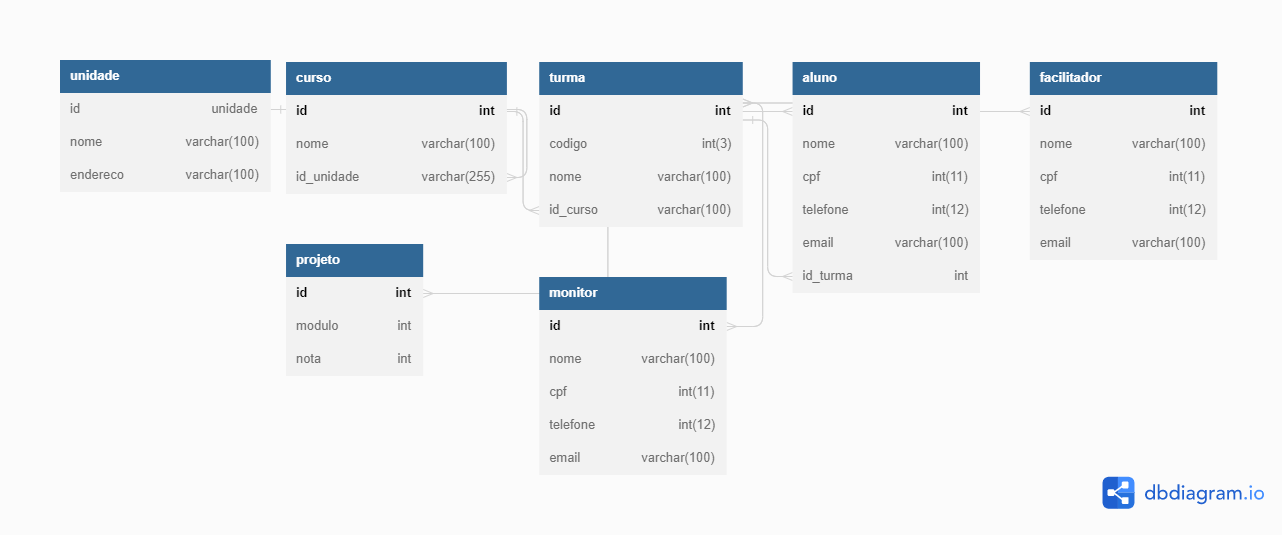 unidade
id unidade
nome varchar(100)
endereco varchar(100)
curso
id int
nome varchar(100)
id_unidade varchar(255)
turma
id int
codigo int(3)
nome varchar(100)
id_curso varchar(100)
aluno
id int
nome varchar(100)
cpf int(11)
telefone int(12)
email varchar(100)
id_turma int
facilitador
id int
nome varchar(100)
cpf int(11)
telefone int(12)
email varchar(100)
projeto
id int
modulo int
nota int
monitor
id int
nome varchar(100)
cpf int(11)
telefone int(12)
email varchar(100)
dbdiagram.io